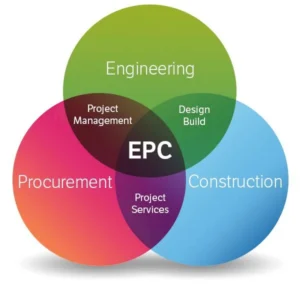 Engineering
Project
Management
Design
Build
EPC
Procurement
Construction
Project
Services